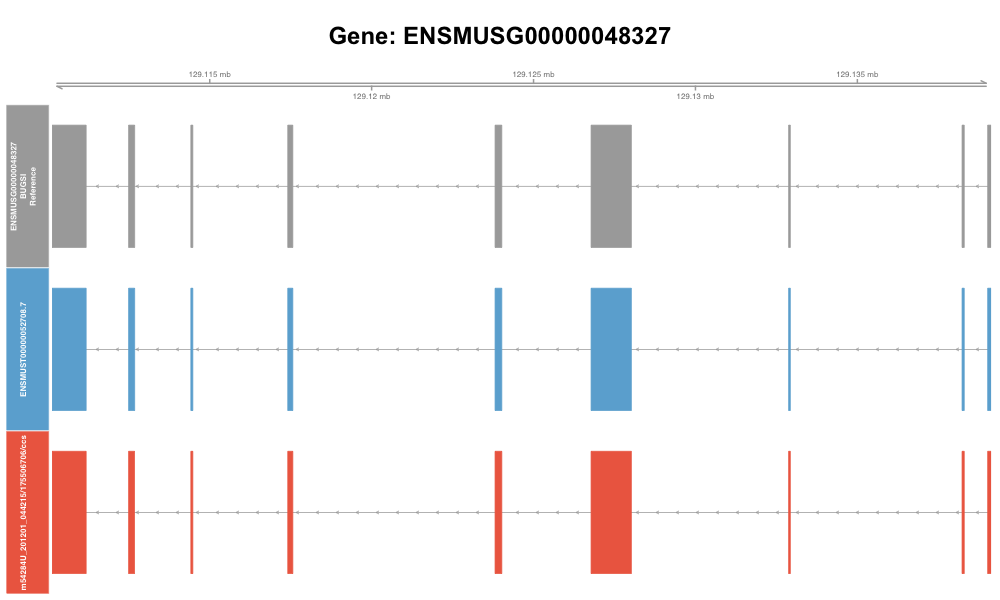 Gene: ENSMUSG00000048327
129.115 mb
129.125 mb
129.135 mb
129.12 mb
129.13 mb
ENSMUSG00000048327
BUGSI
Reference
ENSMUST00000052708.7
m54284U_201201_044215/175506706/ccs